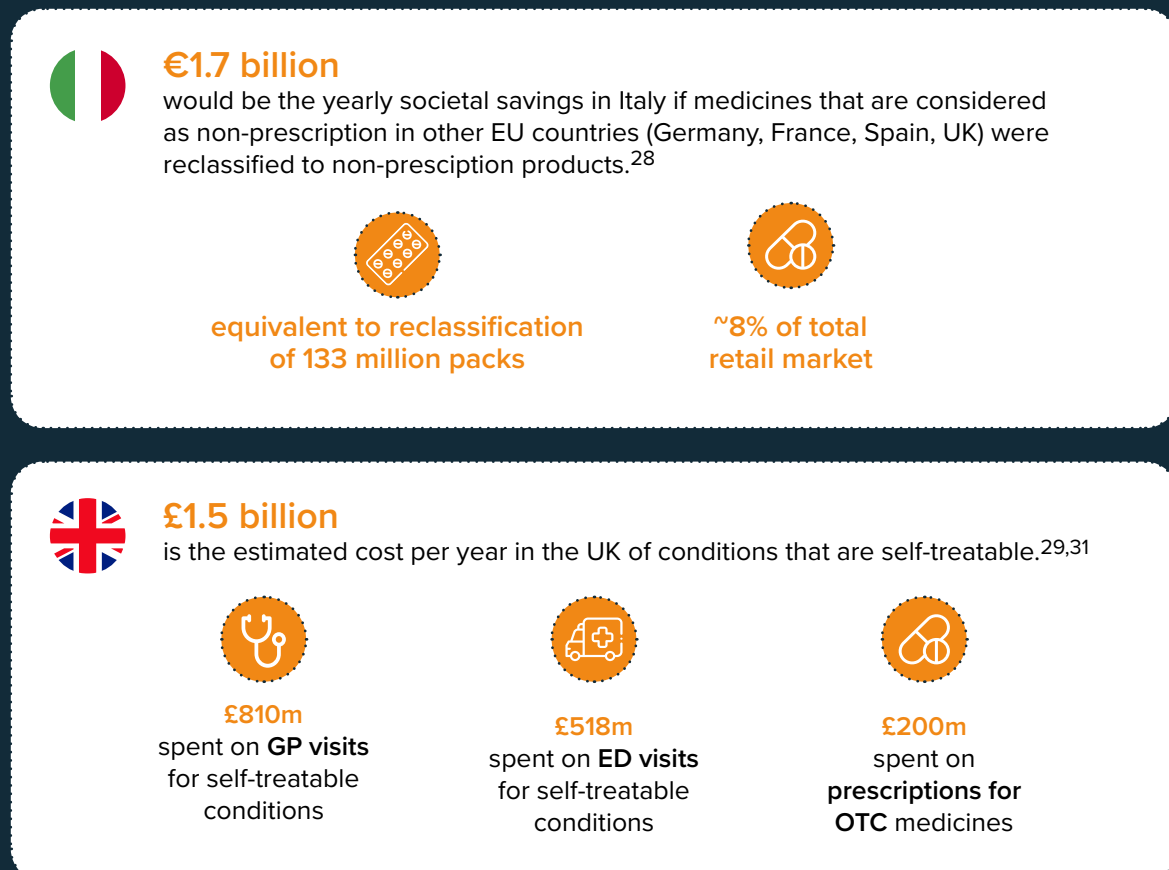 €1.7 billion
would be the yearly societal savings in Italy if medicines that are considered
as non-prescription in other EU countries (Germany, France, Spain, UK) were
reclassified to non-presciption products.28
equivalent to reclassification
of 133 million packs
~8% of total
retail market
£1.5 billion
is the estimated cost per year in the UK of conditions that are self-treatable.29,31
£810m
spent on GP visits
for self-treatable
conditions
£518m
spent on ED visits
for self-treatable
conditions
£200m
spent on
prescriptions for
OTC medicines